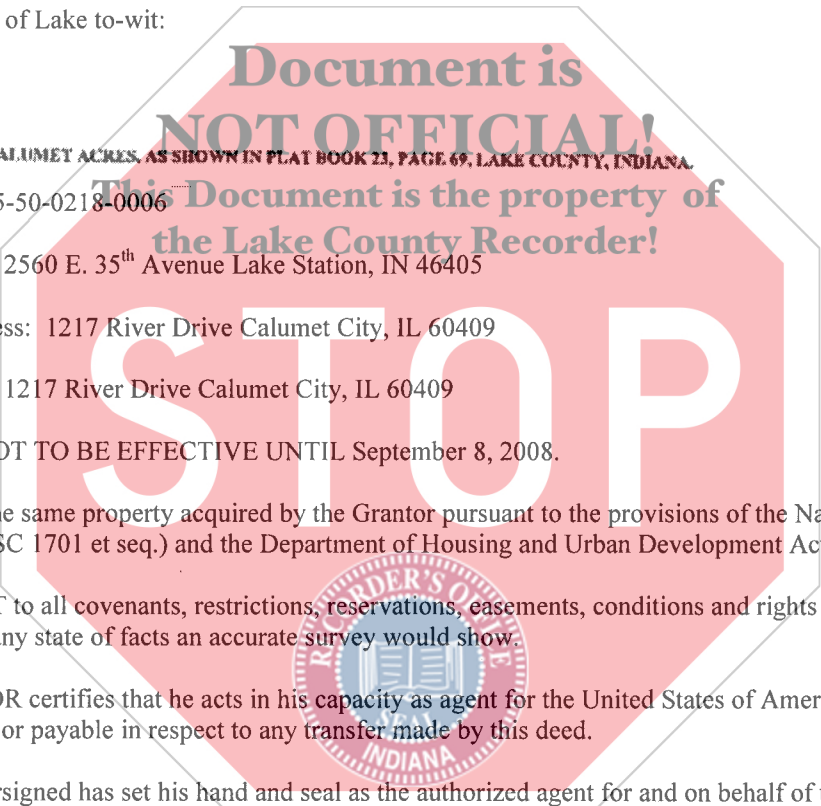 of Lake to-wit:
Document is
NOT OFFICIAL!
ALUMET ACRES, AS SHOWN IN PLAT BOOK 23, PAGE 69, LAKE COUNTY, INDIANA.
This Document is the property of
5-50-0218-0006
the Lake County Recorder!
2560 E. 35th Avenue Lake Station, IN 46405
ess: 1217 River Drive Calumet City, IL 60409
1217 River Drive Calumet City, IL 60409
OT TO BE EFFECTIVE UNTIL September 8, 2008.
STOP
he same property acquired by the Grantor pursuant to the provisions of the Na
SC 1701 et seq.) and the Department of Housing and Urban Development Ac
T to all covenants, restrictions, reservations, easements, conditions and rights
any state of facts an accurate survey would show.
RECORDER'S OFFICE
SEAL
INDIANA
OR certifies that he acts in his capacity as agent for the United States of Amer
or payable in respect to any transfer made by this deed.
rsigned has set his hand and seal as the authorized agent for and on behalf of